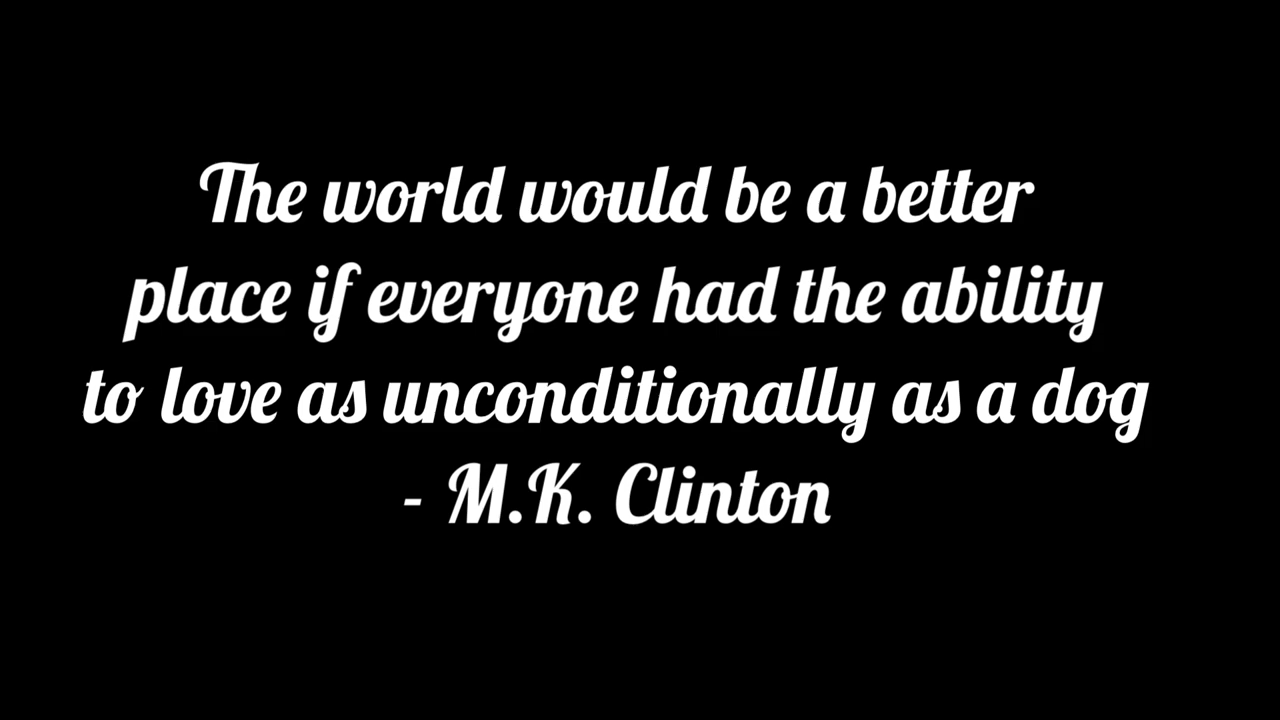 The world would be a better
place if everyone had the ability
to love as unconditionally as a dog
- M.K. Clinton